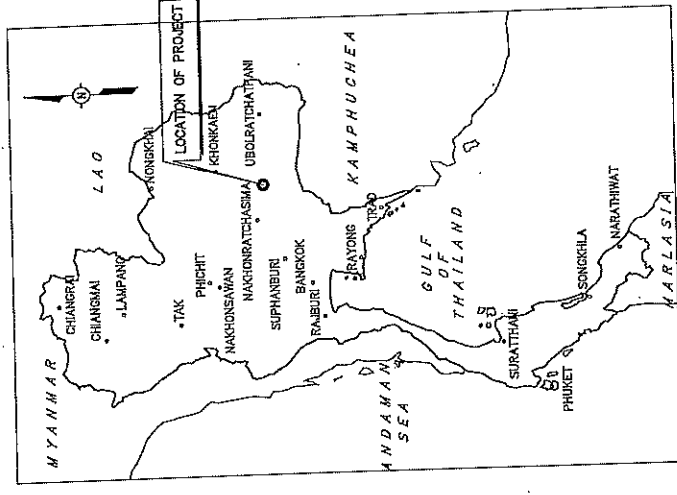 LOCATION OF PROJECT
N
MYANMAR
LAO
CHIANGRAI
CHIANGMAI
LAMPANG
NONGKHAI
TAK
PHICHIT
KHONKAEN
NAKHONSAWAN
NAKHONRATCHASIMA
UBOLRATCHATHANI
SUPHANBURI
BANGKOK
RAJBURI
RAYONG
TRAD
KAMPHUCHEA
GULF
OF
THAILAND
ANDAMAN
SEA
SURATTHANI
PHUKET
SONGKHLA
NARATHIWAT
MARLASIA